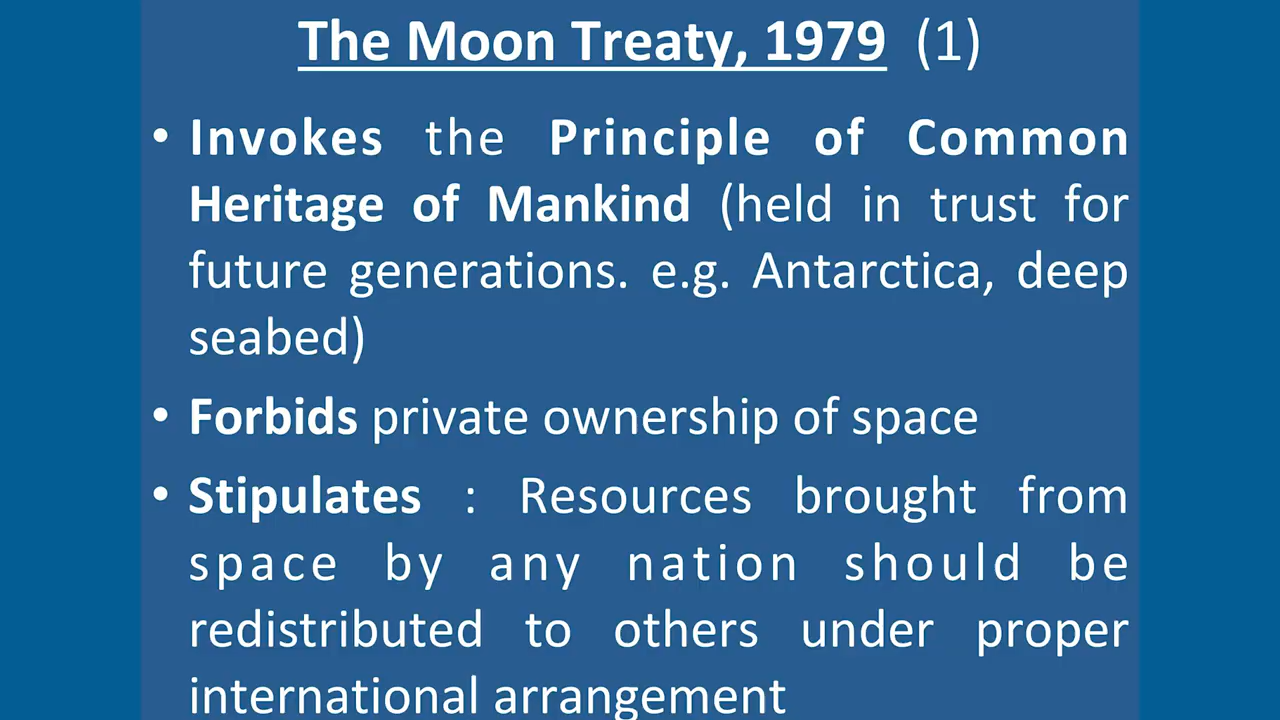 The Moon Treaty, 1979 (1)
• Invokes the Principle of Common
Heritage of Mankind (held in trust for
future generations. e.g. Antarctica, deep
seabed)
• Forbids private ownership of space
• Stipulates : Resources brought from
space by any nation should be
redistributed to others under proper
international arrangement